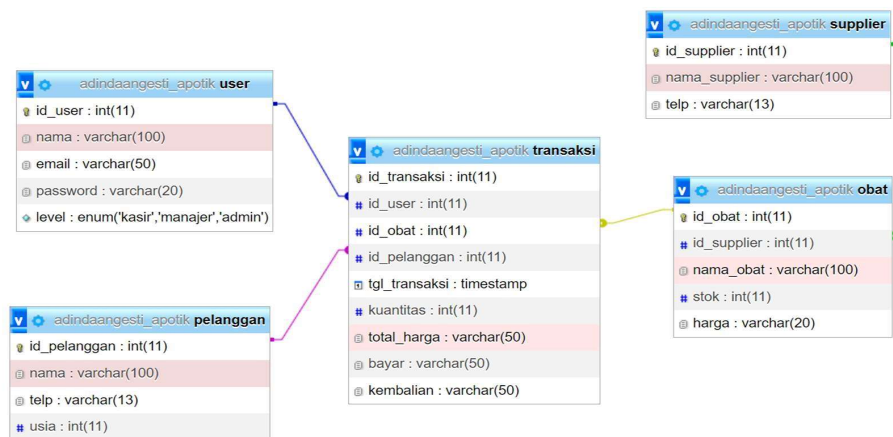 adindaangesti_apotik supplier
id_supplier : int(11)
nama_supplier : varchar(100)
telp : varchar(13)
adindaangesti_apotik user
id_user : int(11)
nama : varchar(100)
email : varchar(50)
password : varchar(20)
level : enum('kasir','manajer','admin')
adindaangesti_apotik transaksi
id_transaksi : int(11)
id_user : int(11)
id_obat : int(11)
id_pelanggan : int(11)
tgl_transaksi : timestamp
kuantitas : int(11)
total_harga : varchar(50)
bayar : varchar(50)
kembalian : varchar(50)
adindaangesti_apotik obat
id_obat : int(11)
id_supplier : int(11)
nama_obat : varchar(100)
stok : int(11)
harga : varchar(20)
adindaangesti_apotik pelanggan
id_pelanggan : int(11)
nama : varchar(100)
telp : varchar(13)
usia : int(11)